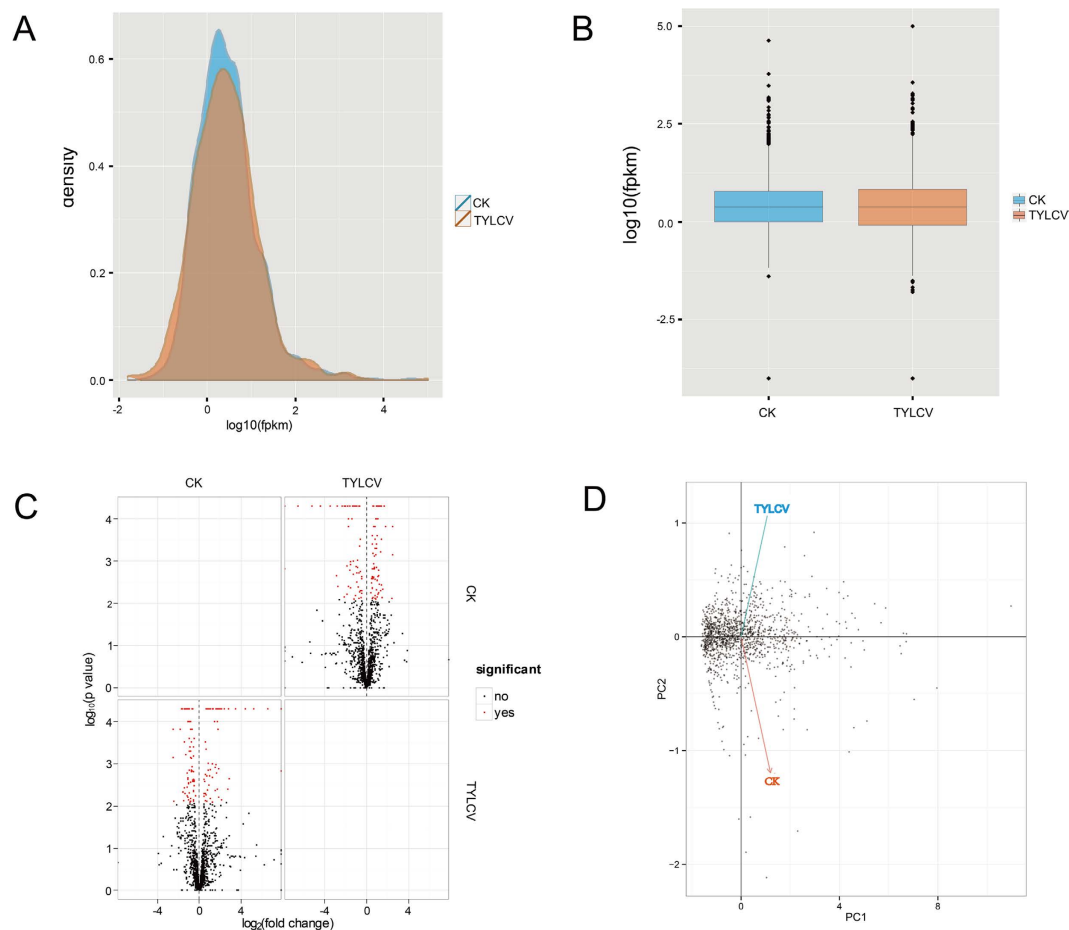 A
0.6
0.4
0.2
0.0
density
-2
0
2
4
log10(fpkm)
CK
TYLCV
B
5.0
2.5
0.0
-2.5
log10(fpkm)
CK
TYLCV
CK
TYLCV
C
CK
TYLCV
4
3
2
1
0
CK
4
3
2
1
0
TYLCV
log₁₀(p value)
-4
0
4
-4
0
4
log₂(fold change)
significant
no
yes
D
TYLCV
CK
1
0
−1
−2
PC2
0
4
8
PC1